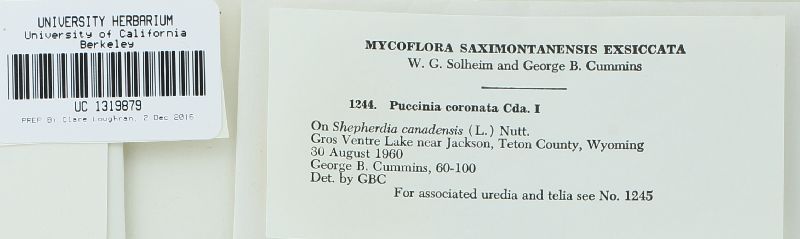 UNIVERSITY HERBARIUM
University of California
Berkeley
UC 1319879
PREP BY Clare Loughran, 2 Dec 2016
MYCOFLORA SAXIMONTANENSIS EXSICCATA
W. G. Solheim and George B. Cummins
1244. Puccinia coronata Cda. I
On Shepherdia canadensis (L.) Nutt.
Gros Ventre Lake near Jackson, Teton County, Wyoming
30 August 1960
George B. Cummins, 60-100
Det. by GBC
For associated uredia and telia see No. 1245